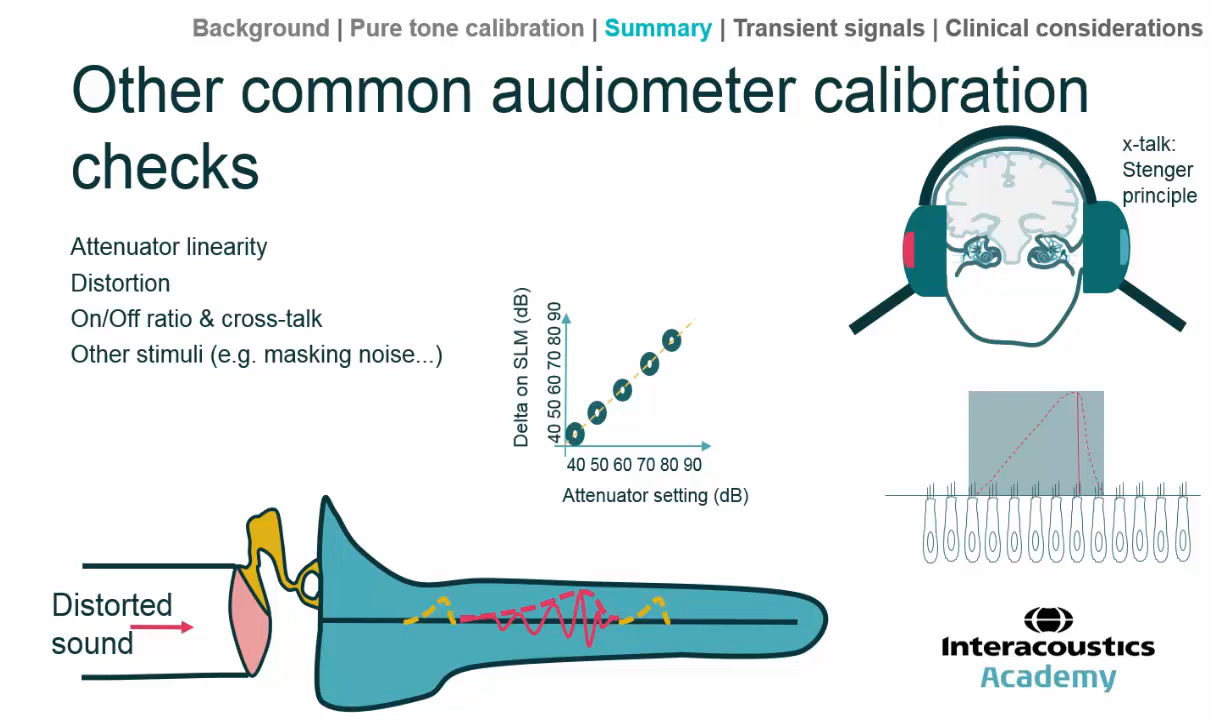 Background | Pure tone calibration | Summary | Transient signals | Clinical considerations
Other common audiometer calibration
checks
x-talk:
Stenger
principle
Attenuator linearity
Distortion
On/Off ratio & cross-talk
Other stimuli (e.g. masking noise...)
Delta on SLM (dB)
40 50 60 70 80 90
40 50 60 70 80 90
Attenuator setting (dB)
Distorted
sound
Interacoustics
Academy